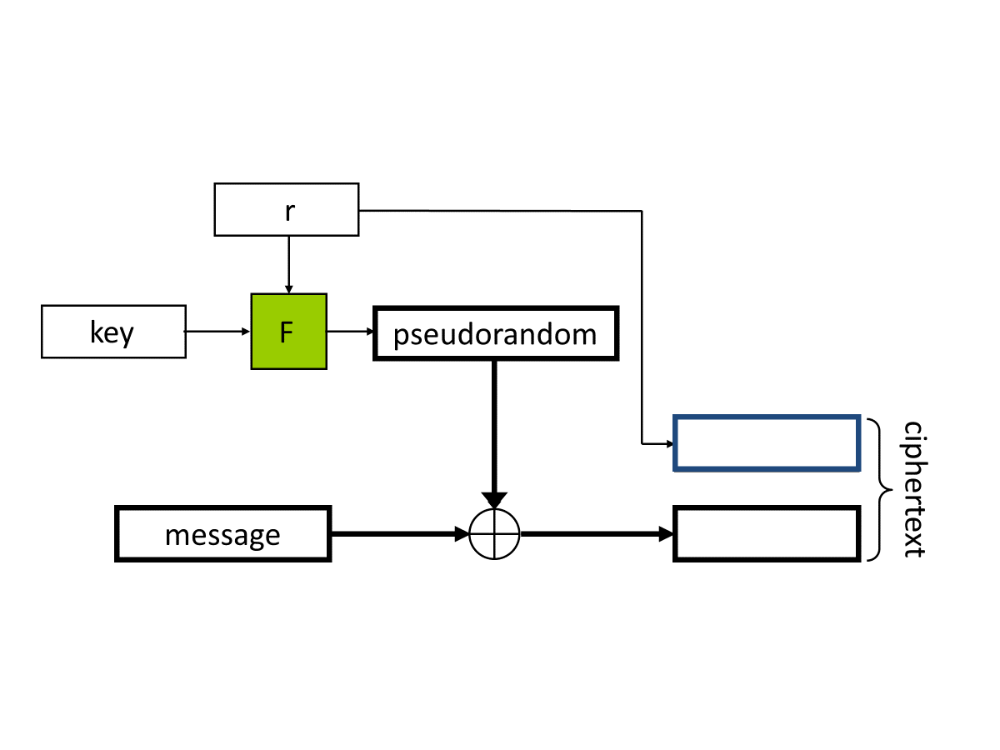 r
key
F
pseudorandom
message
ciphertext